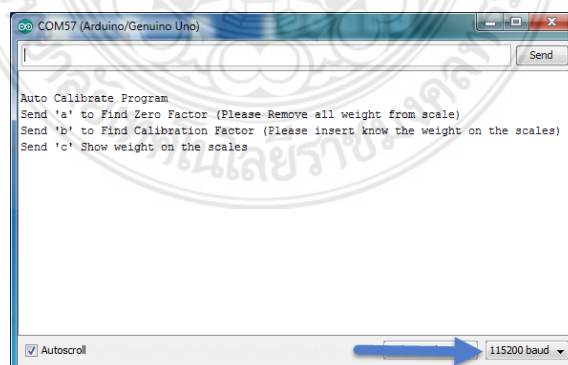 COM57 (Arduino/Genuino Uno)
Send
Auto Calibrate Program
Send 'a' to Find Zero Factor (Please Remove all weight from scale)
Send 'b' to Find Calibration Factor (Please insert know the weight on the scales)
Send 'c' Show weight on the scales
Autoscroll
115200 baud